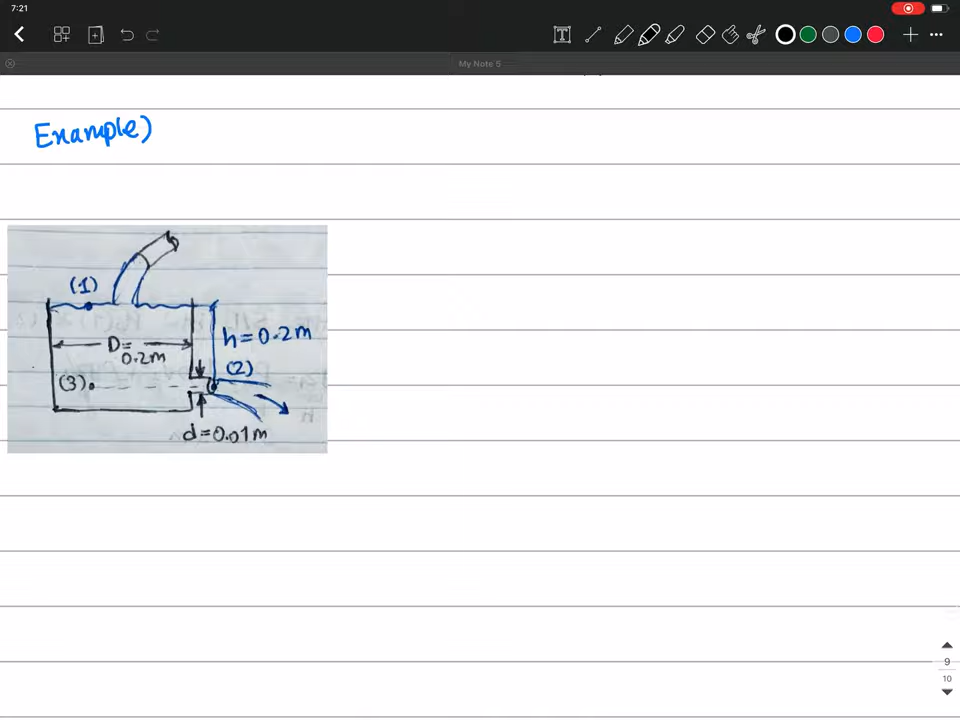 7:21
My Note 5
Example)
(1)
h=0.2m
D=
0.2m
(2)
(3)
d=0.01m
9
10